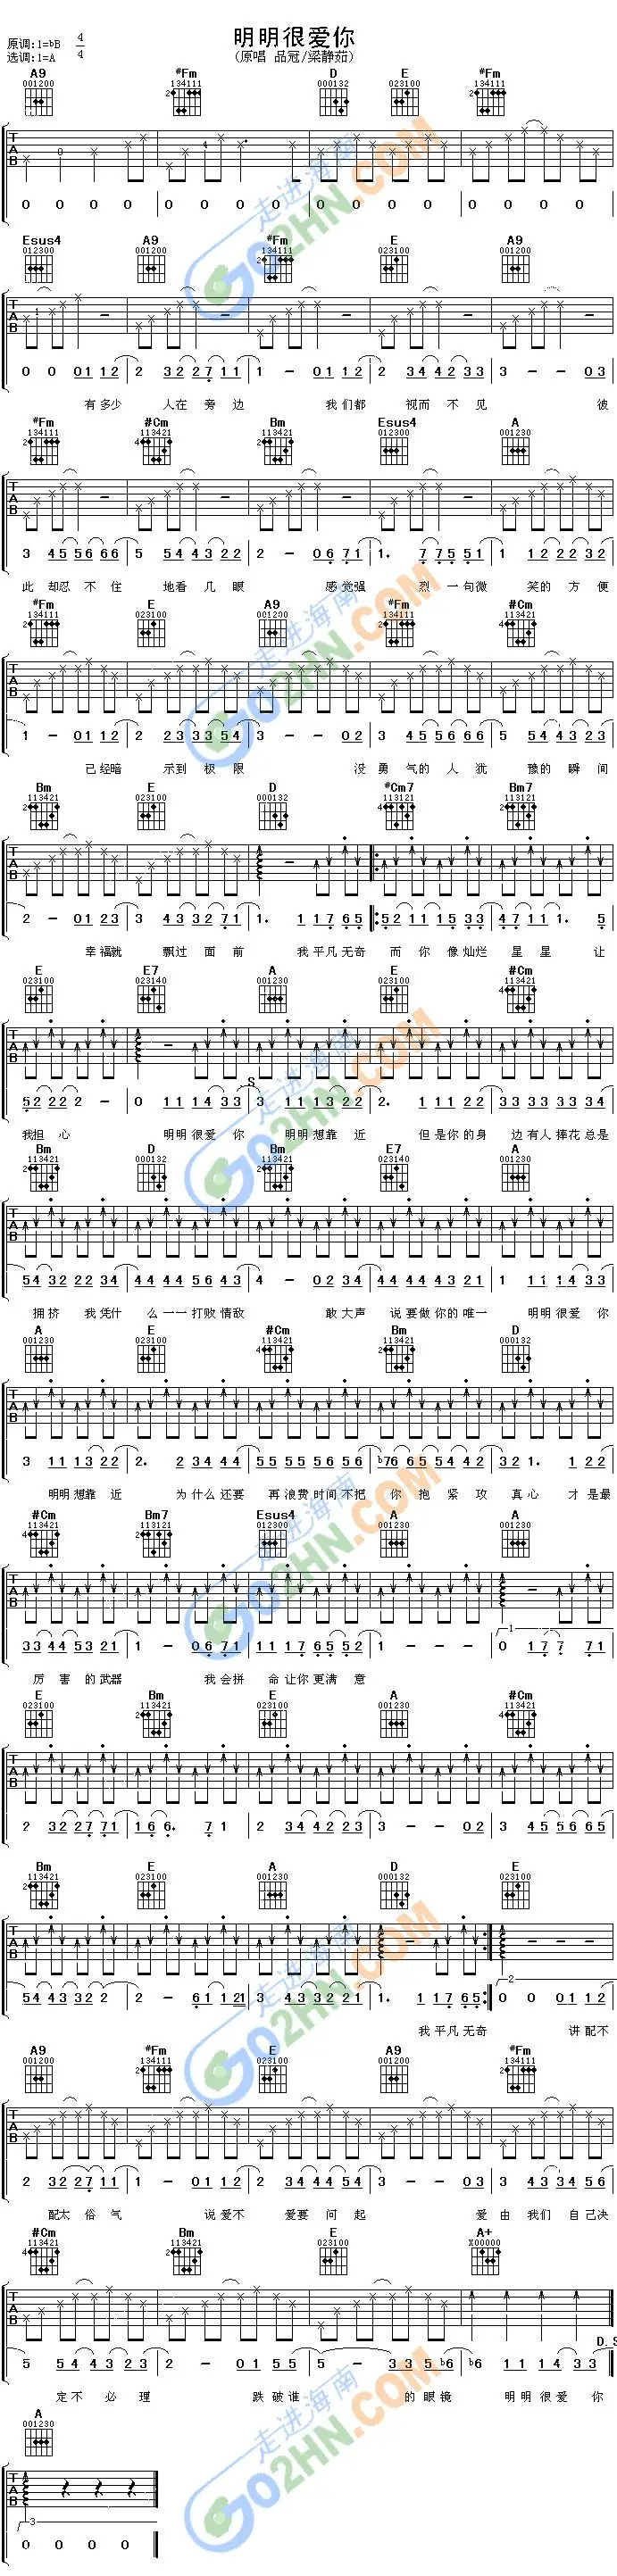 明明很爱你
原调:1=bB 4/4
选调:1=A
(原唱 品冠/梁静茹)
A9 #Fm D E #Fm
001200 134111 000132 023100 134111
0 0 0 0 0 0 0 0 0 0 0 0 0 0 0 0
Esus4 A9 #Fm E A9
012300 001200 134111 023100 001200
0 0 01 12 2 32 27 11 1 - 01 12 2 34 42 33 3 - - 03
有多少 人在 旁 边 我们都 视而 不 见 彼
#Fm #Cm Bm Esus4 A
134111 113421 113421 012300 001230
3 45 56 66 5 54 43 22 2 - 06 71 1. 7 75 51 1 12 22 32
此 却忍 不 住 地看 几 眼 感觉强 烈 一句微 笑的 方 便
#Fm E A9 #Fm #Cm
134111 023100 001200 134111 113421
1 - 01 12 2 23 33 54 3 - - 02 3 45 56 66 5 54 43 23
已经暗 示到 极 限 没 勇 气的 人 犹 豫的 瞬 间
Bm E D #Cm7 Bm7
113421 023100 000132 113121 113121
2 - 01 23 3 43 32 71 1. 1 17 65 52 11 15 33 47 11 1. 5
幸福就 飘过 面 前 我 平凡 无奇 而 你 像 灿烂 星 星 让
E E7 A E #Cm
023100 023140 001230 023100 113421
52 22 2 - 0 11 14 33 3 11 13 22 2. 1 11 22 33 33 33 34
S
我担 心 明明 很爱 你 明明 想靠 近 但 是你 的身 边有 人 捧花 总是
Bm D Bm E7 A
113421 000132 113421 023140 001230
54 32 22 34 44 44 56 43 4 - 02 34 44 44 43 21 1 11 14 33
拥挤 我 凭什 么 一一 打败 情敌 敢 大声 说 要做 你的 唯一 明明 很爱 你
A E #Cm Bm D
001230 023100 113421 113421 000132
3 11 13 22 2. 2 34 44 55 55 55 56 b76 65 54 42 32 1. 1 22
明明 想靠 近 为 什么 还要 再 浪费 时间 不把 你 抱 紧 攻 真心 才 是最
#Cm Bm7 Esus4 A A
113421 113121 012300 001230 001230
33 44 53 21 1 - 06 71 11 17 65 52 1 - - - 0 17 7 71
1
厉 害 的 武器 我 会拼 命 让你 更满 意
E Bm E A #Cm
023100 113421 023100 001230 113421
2 32 27 71 16 6. 71 2 34 42 23 3 - - 02 3 45 56 65
Bm E A D E
113421 023100 001230 000132 023100
54 43 32 2 2 - 61 121 3 43 32 21 1. 1 17 65 0 0 01 12
2
我 平凡 无奇 讲 配不
A9 #Fm E A9 #Fm
001200 134111 023100 001200 134111
2 32 27 11 1 - 01 12 2 34 44 54 3 - - 03 3 43 34 56
配太 俗 气 说 爱不 爱要 问 起 爱 由 我们 自己 决
#Cm Bm E A+
113421 113421 023100 X00000
5 54 43 23 2 - 01 55 5 - 33 5b6 b6 11 14 33
D.S
定不 必 理 跌 破谁 的 眼镜 明明 很爱 你
A
001230
3
0 0 0 0
走进海南
GO2HN.COM